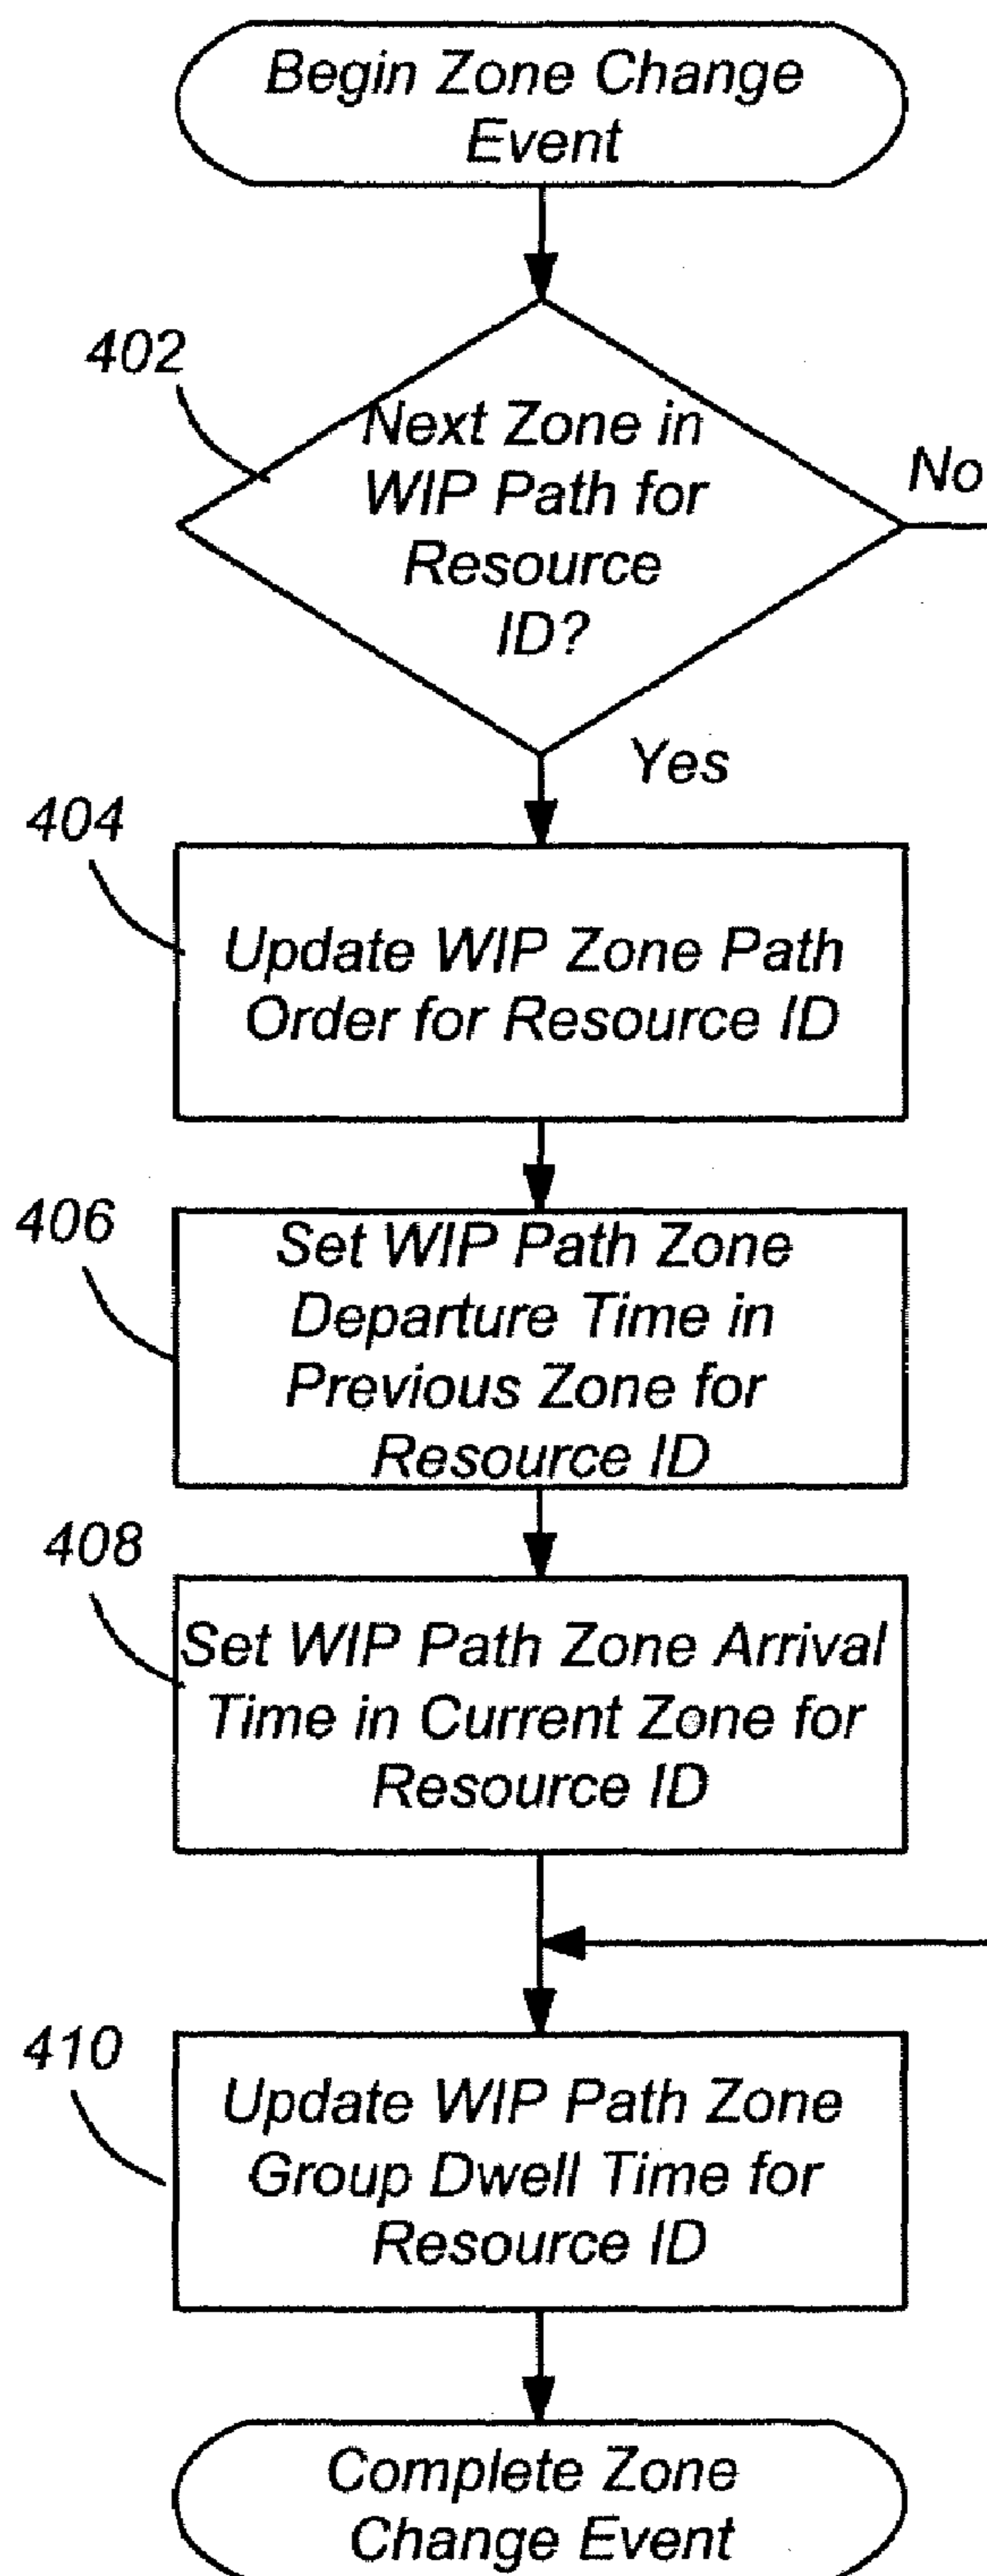 Begin Zone Change
Event
402
Next Zone in
WIP Path for
Resource
ID?
No
Yes
404
Update WIP Zone Path
Order for Resource ID
406
Set WIP Path Zone
Departure Time in
Previous Zone for
Resource ID
408
Set WIP Path Zone Arrival
Time in Current Zone for
Resource ID
410
Update WIP Path Zone
Group Dwell Time for
Resource ID
Complete Zone
Change Event